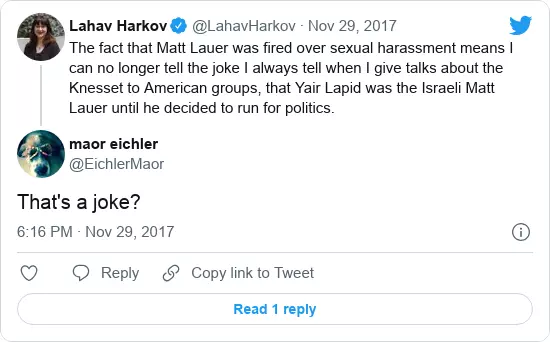 Lahav Harkov @LahavHarkov · Nov 29, 2017
The fact that Matt Lauer was fired over sexual harassment means I
can no longer tell the joke I always tell when I give talks about the
Knesset to American groups, that Yair Lapid was the Israeli Matt
Lauer until he decided to run for politics.
maor eichler
@EichlerMaor
That's a joke?
6:16 PM · Nov 29, 2017
Reply
Copy link to Tweet
Read 1 reply